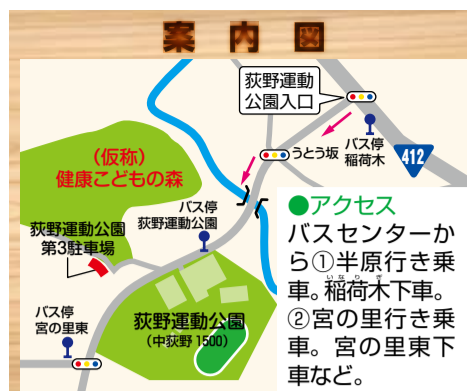 案内図
荻野運動
公園入口
うとう坂
バス停
稲荷木
412
(仮称)
健康こどもの森
バス停
荻野運動公園
荻野運動公園
第3駐車場
バス停
宮の里東
荻野運動公園
(中荻野1500)
●アクセス
バスセンターか
ら①半原行き乗
いなりぎ
車。稲荷木下車。
②宮の里行き乗
車。宮の里東下
車など。